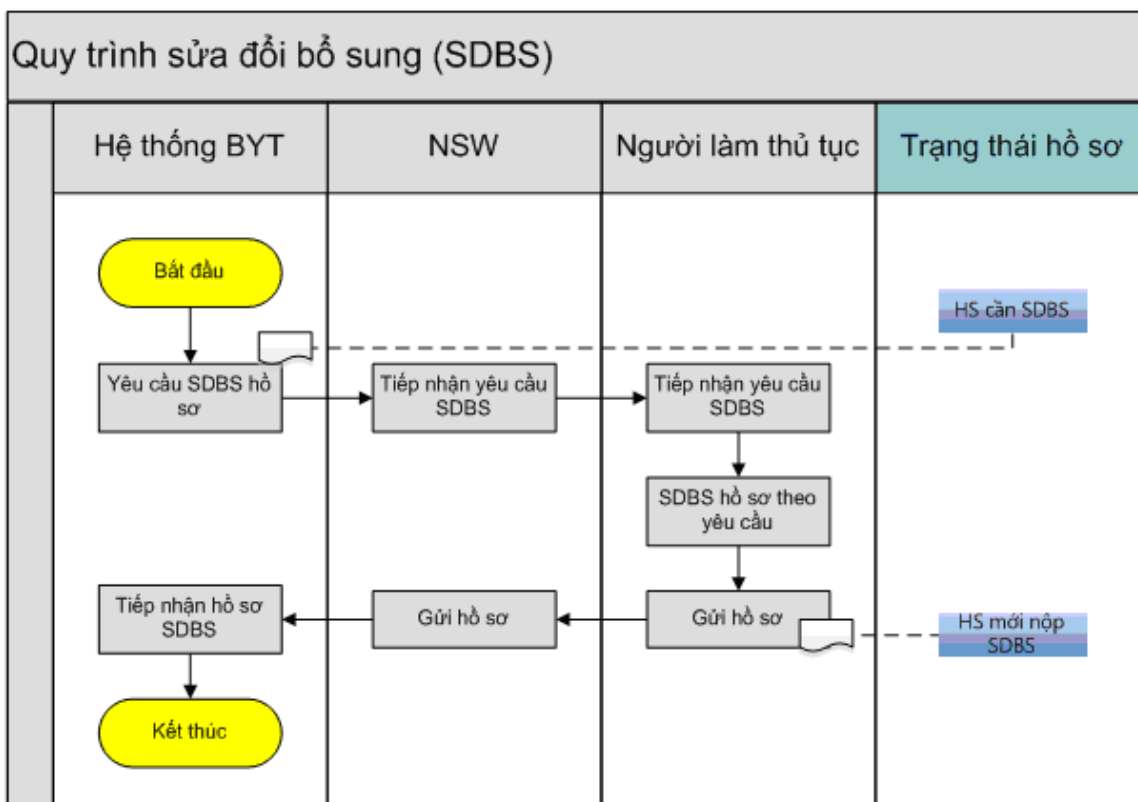 Quy trình sửa đổi bổ sung (SDBS)
Hệ thống BYT
NSW
Người làm thủ tục
Trạng thái hồ sơ
Bắt đầu
HS cần SDBS
Yêu cầu SDBS hồ
sơ
Tiếp nhận yêu cầu
SDBS
Tiếp nhận yêu cầu
SDBS
SDBS hồ sơ theo
yêu cầu
Tiếp nhận hồ sơ
SDBS
Gửi hồ sơ
Gửi hồ sơ
HS mới nộp
SDBS
Kết thúc